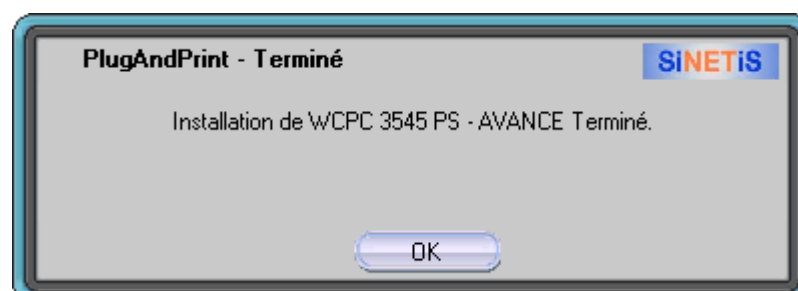 PlugAndPrint - Terminé
SiNETiS
Installation de WCPC 3545 PS - AVANCE Terminé.
OK